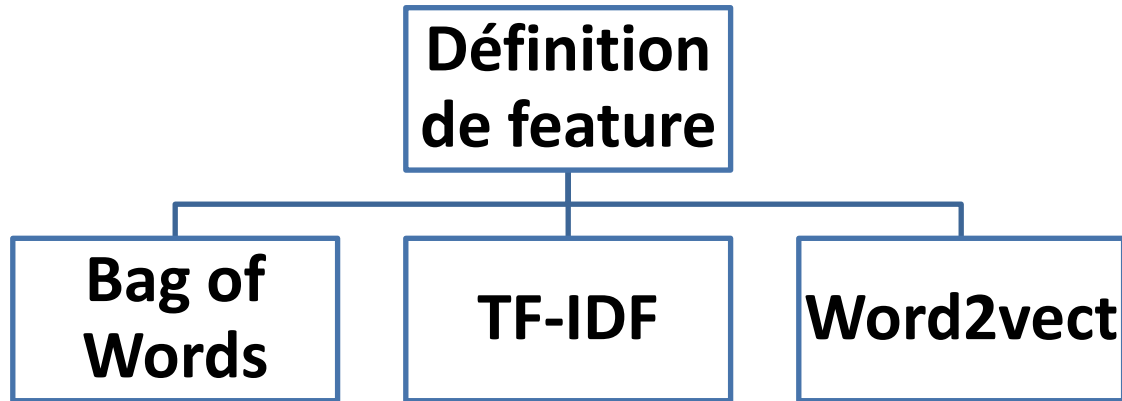 Définition
de feature
Bag of
Words
TF-IDF
Word2vect